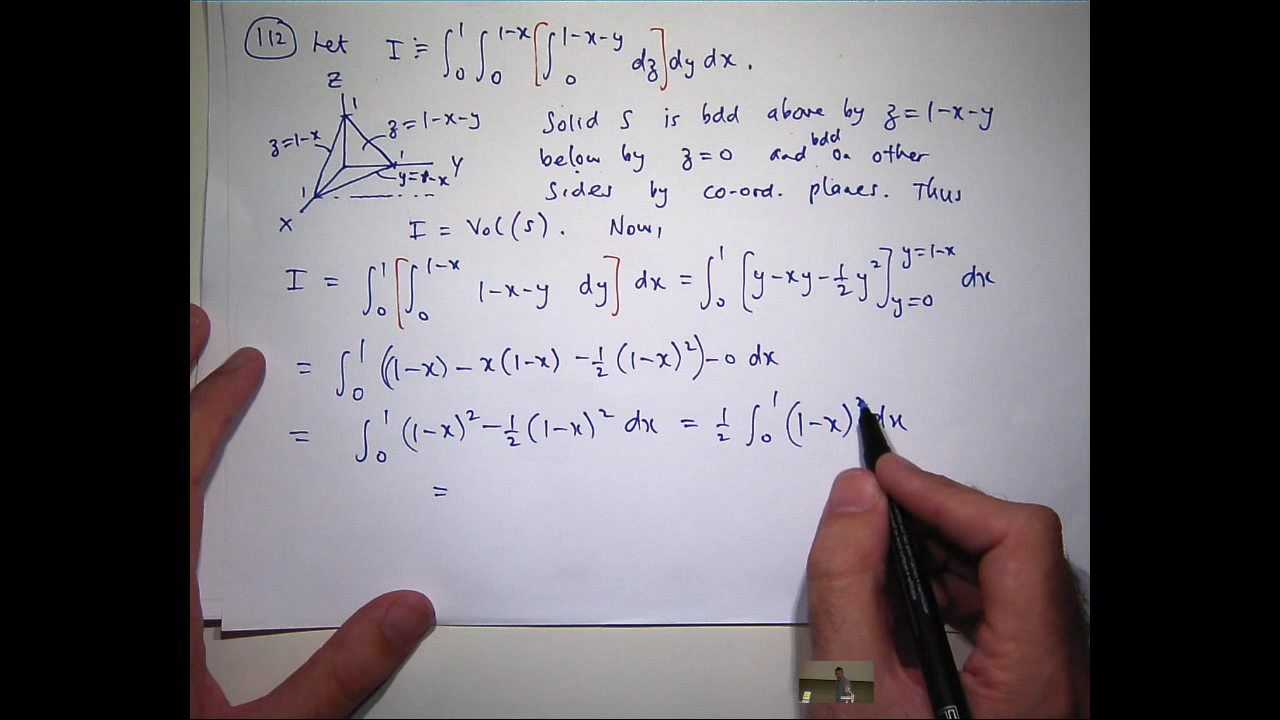 112 Let I := ∫₀¹ ∫₀^(1-x) [∫₀^(1-x-y) dz] dy dx.
Z
1
z=1-x
z=1-x-y
1
Y
y=1-x
1
X
Solid S is bdd above by z=1-x-y
below by z=0 and bdd on other
sides by co-ord. planes. Thus
I = Vol(S). Now,
I = ∫₀¹ [∫₀^(1-x) 1-x-y dy] dx = ∫₀¹ [y-xy-½y²]_(y=0)^(y=1-x) dx
= ∫₀¹ ((1-x) - x(1-x) - ½(1-x)²) - 0 dx
= ∫₀¹ (1-x)² - ½(1-x)² dx = ½ ∫₀¹ (1-x)² dx
=